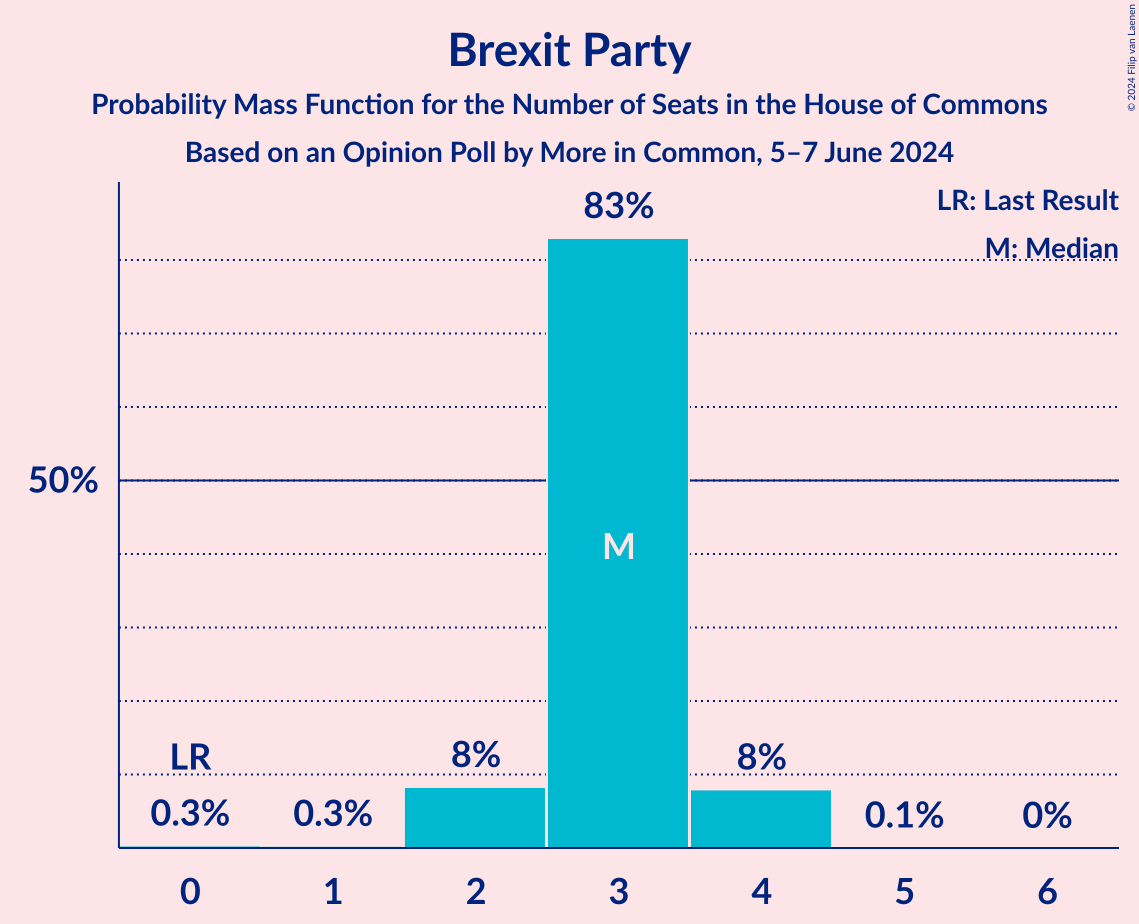 Brexit Party
Probability Mass Function for the Number of Seats in the House of Commons
Based on an Opinion Poll by More in Common, 5–7 June 2024
© 2024 Filip van Laenen
LR: Last Result
M: Median
83%
50%
M
LR
8%
8%
0.3%
0.3%
0.1%
0%
0 1 2 3 4 5 6